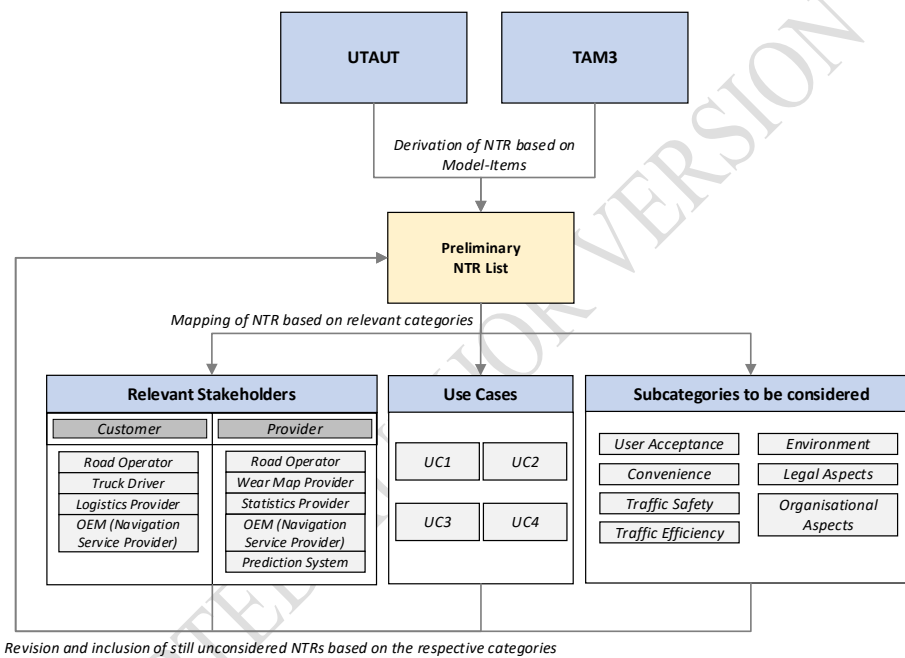 UTAUT
TAM3
Derivation of NTR based on
Model-Items
Preliminary
NTR List
Mapping of NTR based on relevant categories
Relevant Stakeholders
Customer
Provider
Road Operator
Truck Driver
Logistics Provider
OEM (Navigation
Service Provider)
Road Operator
Wear Map Provider
Statistics Provider
OEM (Navigation
Service Provider)
Prediction System
Use Cases
UC1
UC2
UC3
UC4
Subcategories to be considered
User Acceptance
Convenience
Traffic Safety
Traffic Efficiency
Environment
Legal Aspects
Organisational
Aspects
Revision and inclusion of still unconsidered NTRs based on the respective categories
VERSION